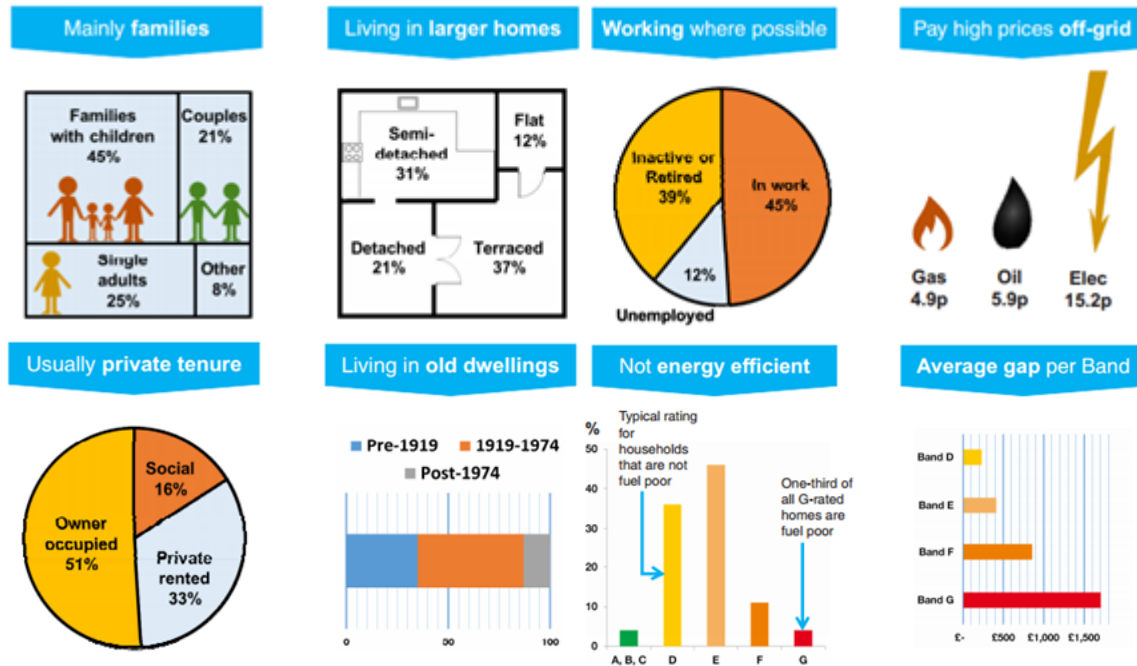 Mainly families
Living in larger homes
Working where possible
Pay high prices off-grid
Families
with children
45%
Couples
21%
Single
adults
25%
Other
8%
Semi-
detached
31%
Flat
12%
Detached
21%
Terraced
37%
Inactive or
Retired
39%
In work
45%
12%
Unemployed
Gas
4.9p
Oil
5.9p
Elec
15.2p
Usually private tenure
Living in old dwellings
Not energy efficient
Average gap per Band
Social
16%
Owner
occupied
51%
Private
rented
33%
Pre-1919
1919-1974
Post-1974
0
50
100
%
50
40
30
20
10
0
Typical rating
for
households
that are not
fuel poor
One-third of
all G-rated
homes are
fuel poor
A, B, C
D
E
F
G
Band D
Band E
Band F
Band G
£-
£500
£1,000
£1,500